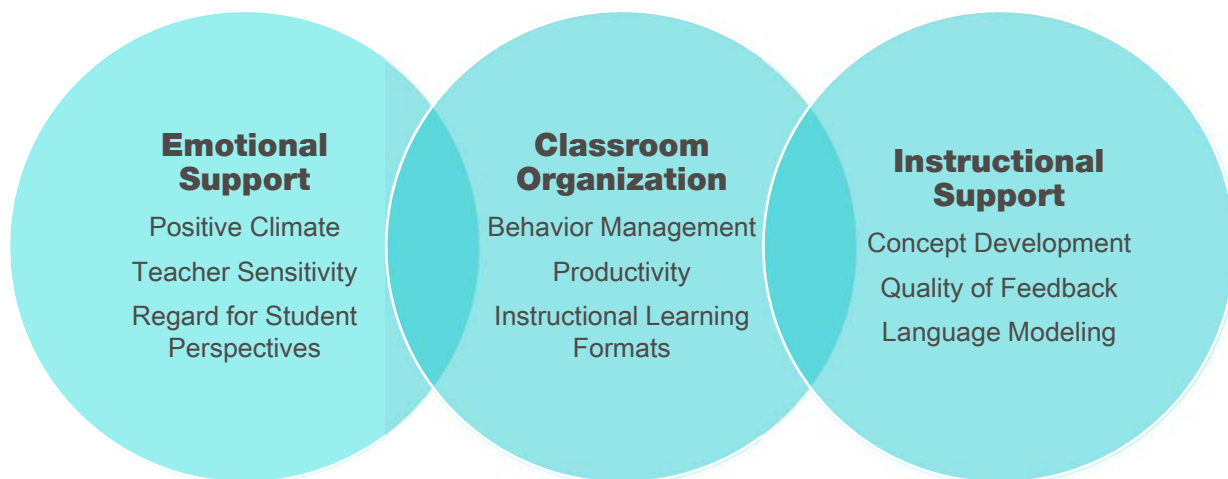 Emotional
Support
Positive Climate
Teacher Sensitivity
Regard for Student
Perspectives
Classroom
Organization
Behavior Management
Productivity
Instructional Learning
Formats
Instructional
Support
Concept Development
Quality of Feedback
Language Modeling